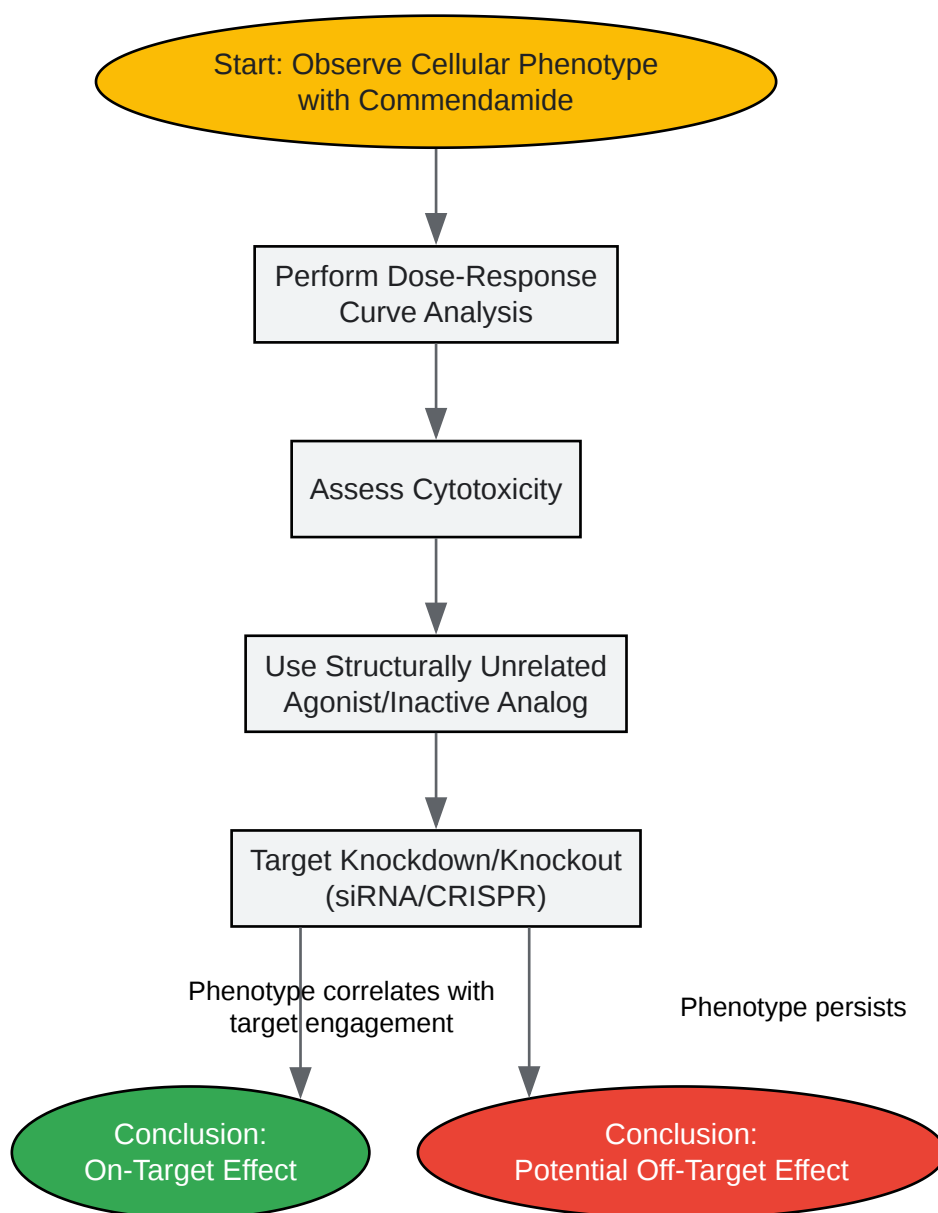 Start: Observe Cellular Phenotype
with Commendamide
Perform Dose-Response
Curve Analysis
Assess Cytotoxicity
Use Structurally Unrelated
Agonist/Inactive Analog
Target Knockdown/Knockout
(siRNA/CRISPR)
Phenotype correlates with
target engagement
Phenotype persists
Conclusion:
On-Target Effect
Conclusion:
Potential Off-Target Effect